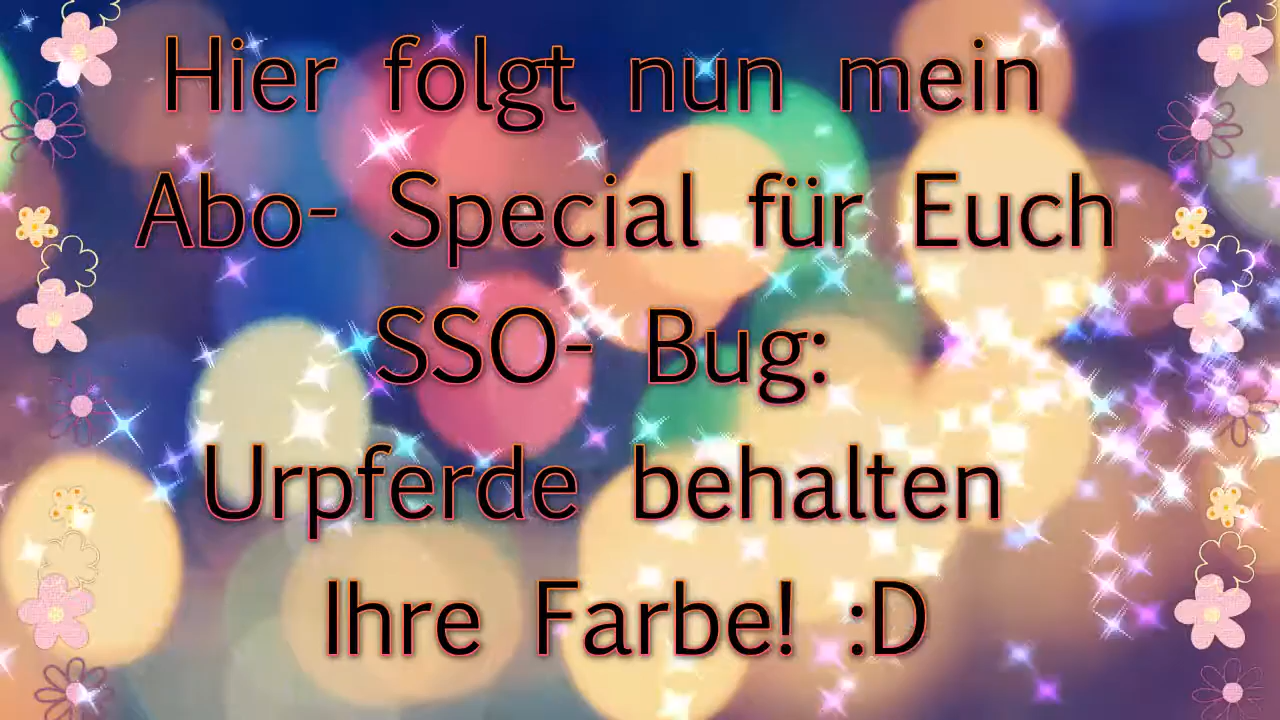 Hier folgt nun mein
Abo- Special für Euch
SSO- Bug:
Urpferde behalten
Ihre Farbe! :D